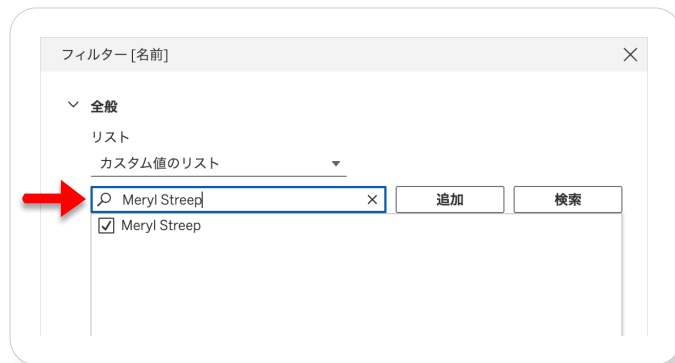 フィルター [名前]
全般
リスト
カスタム値のリスト
Meryl Streep 追加 検索
Meryl Streep